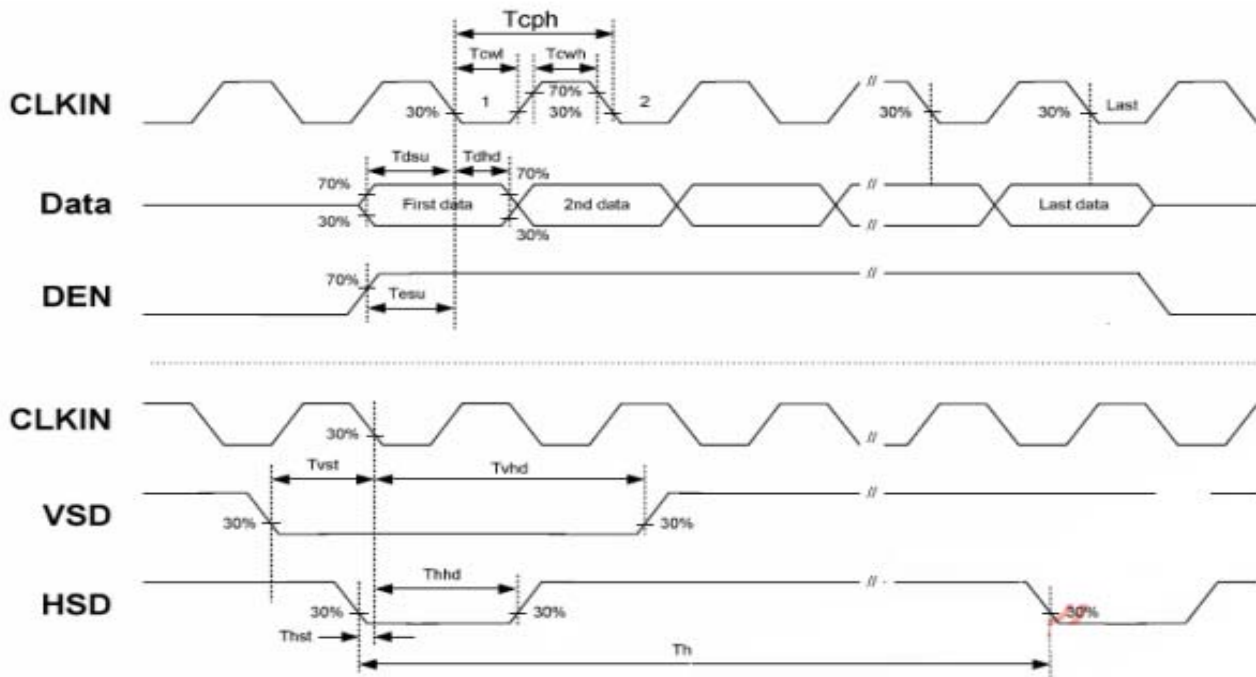 Tcph
Tcwl Tcwh
CLKIN 30% 1 70% 30% 2 // 30% 30% Last
Tdsu Tdhd
70% 70%
Data First data 2nd data // Last data
30% 30%
DEN 70% Tesu //
CLKIN 30% //
Tvst Tvhd
VSD 30% 30% //
Thhd
HSD 30% 30% // 30%
Thst
Th